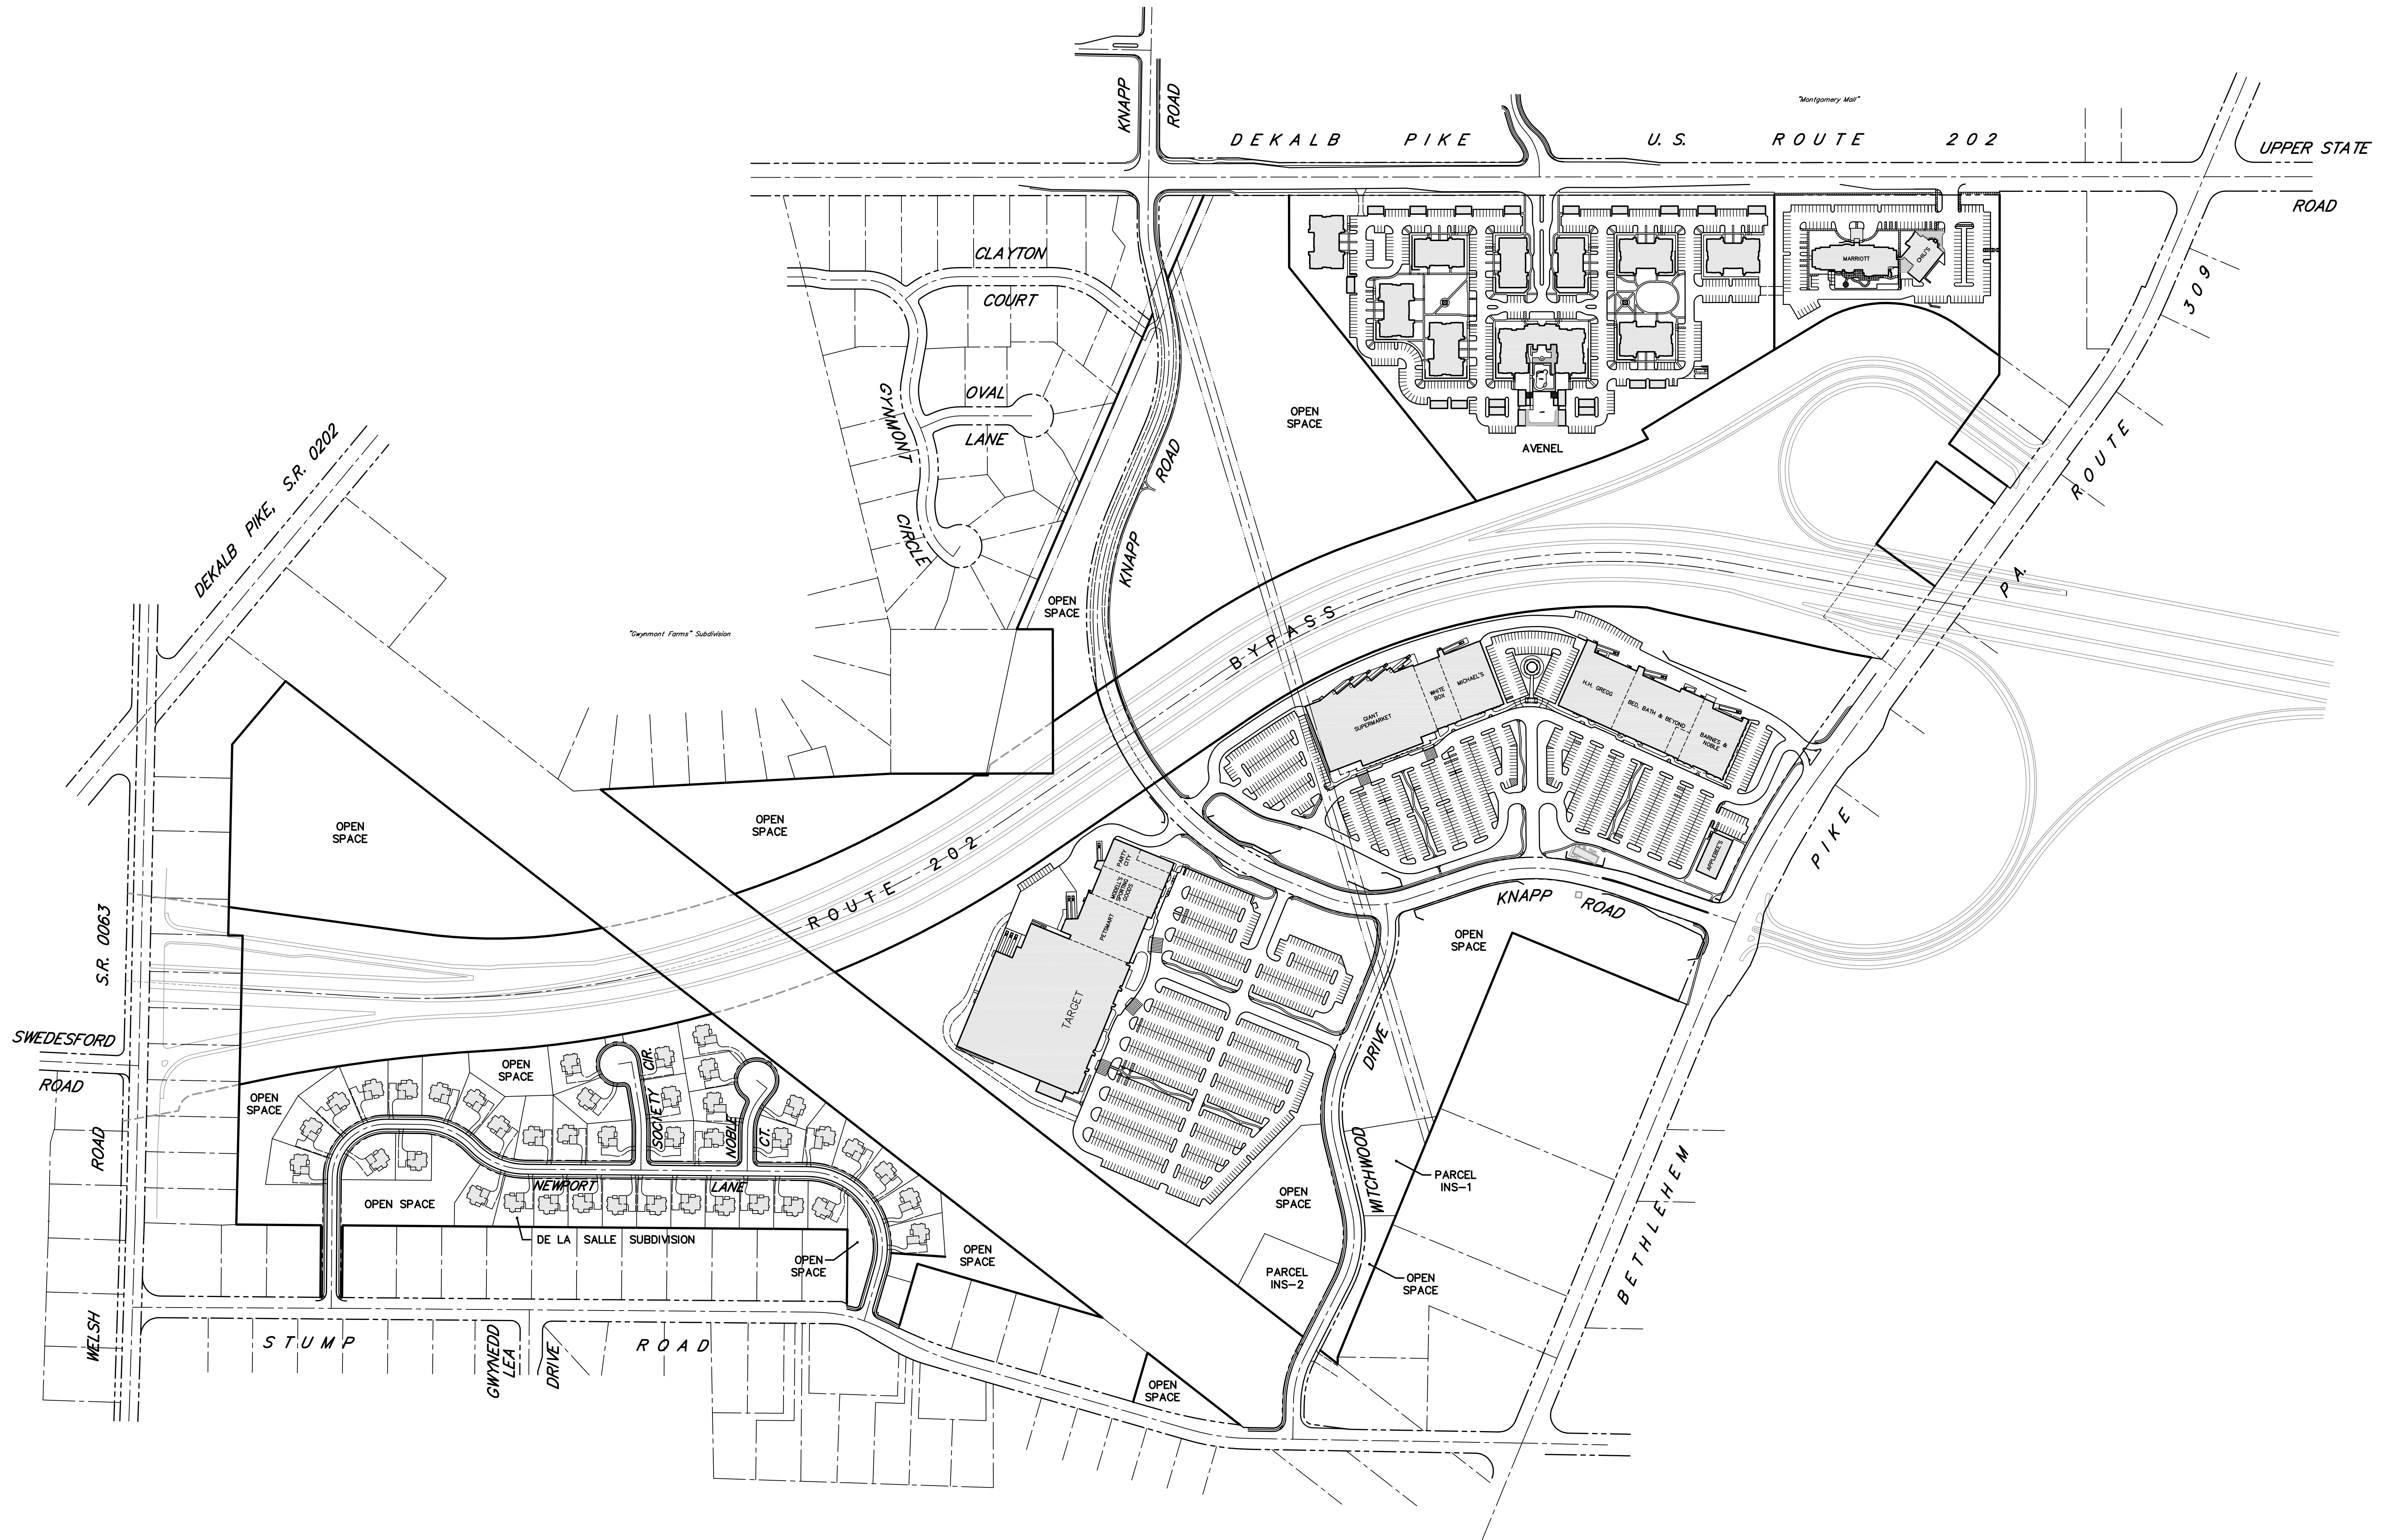 "Montgomery Mall"
KNAPP
ROAD
DEKALB PIKE
U.S. ROUTE 202
UPPER STATE
ROAD
CLAYTON
COURT
MARRIOTT
CHILI'S
309
ROUTE
PA.
GYNMONT
CIRCLE
OVAL
LANE
OPEN
SPACE
AVENEL
KNAPP
ROAD
DEKALB PIKE, S.R. 0202
"Gwynmont Farms" Subdivision
OPEN
SPACE
BYPASS
ROUTE 202
GIANT
SUPERMARKET
WHITE
BOX
MICHAEL'S
H.H. GREGG
BED, BATH & BEYOND
BARNES &
NOBLE
APPLEBEE'S
OPEN
SPACE
OPEN
SPACE
PARTY
CITY
MODELL'S
SPORTING
GOODS
PETSMART
TARGET
KNAPP
ROAD
OPEN
SPACE
PIKE
BETHLEHEM
S.R. 0063
SWEDESFORD
ROAD
ROAD
WELSH
OPEN
SPACE
OPEN
SPACE
SOCIETY
CIR.
NOBLE
CT.
NEWPORT LANE
OPEN SPACE
DE LA SALLE SUBDIVISION
OPEN
SPACE
OPEN
SPACE
DRIVE
WITCHWOOD
PARCEL
INS-1
OPEN
SPACE
PARCEL
INS-2
OPEN
SPACE
STUMP ROAD
GWYNEDD
LEA
DRIVE
OPEN
SPACE